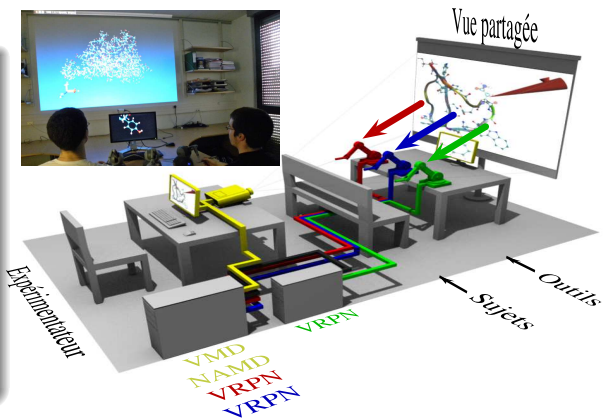 Vue partagée
Expérimentateur
Outils
Sujets
VRPN
VMD
NAMD
VRPN
VRPN